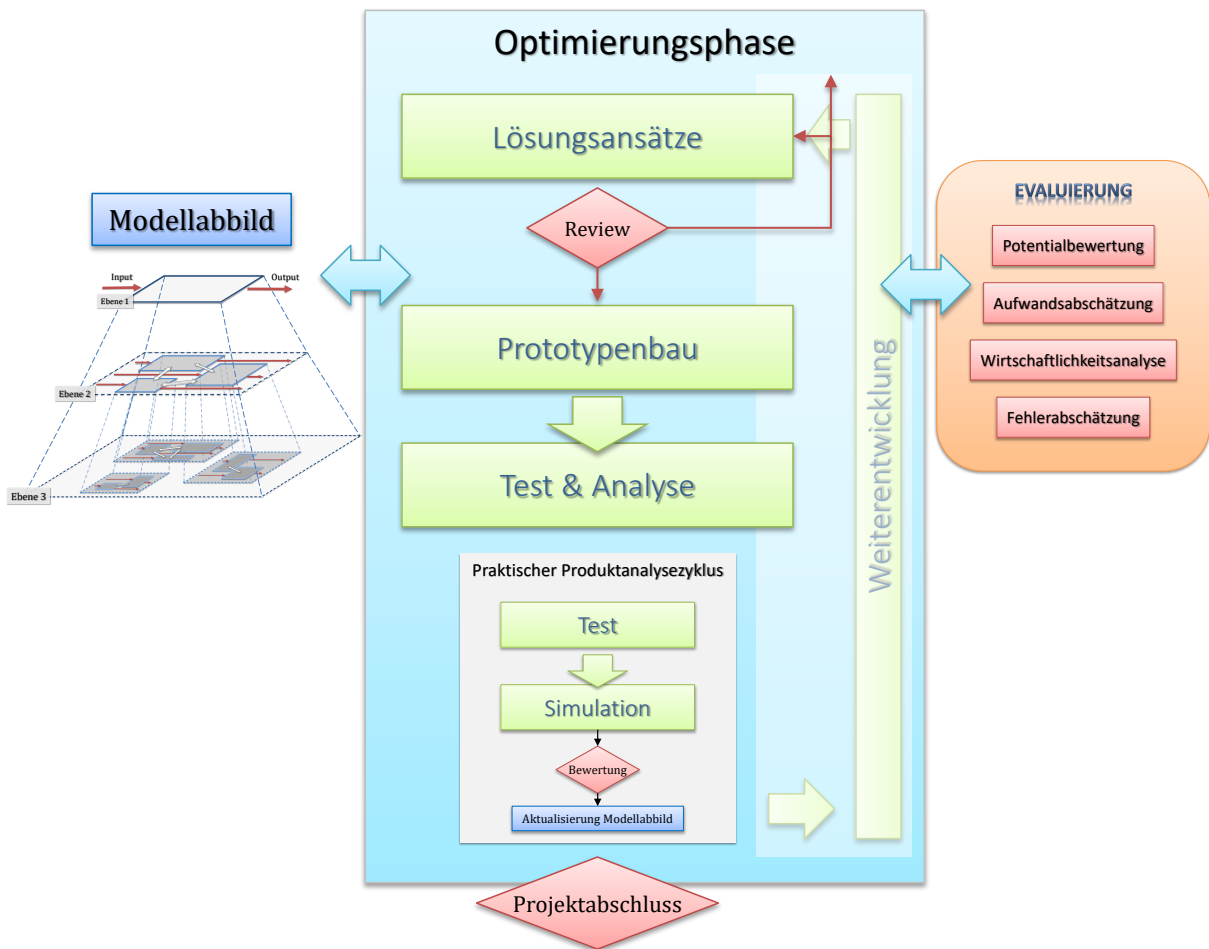 Optimierungsphase
Lösungsansätze
Review
Modellabbild
Input
Output
Ebene 1
Ebene 2
Ebene 3
Prototypenbau
Test & Analyse
Praktischer Produktanalysezyklus
Test
Simulation
Bewertung
Aktualisierung Modellabbild
Projektabschluss
Weiterentwicklung
EVALUIERUNG
Potentialbewertung
Aufwandsabschätzung
Wirtschaftlichkeitsanalyse
Fehlerabschätzung